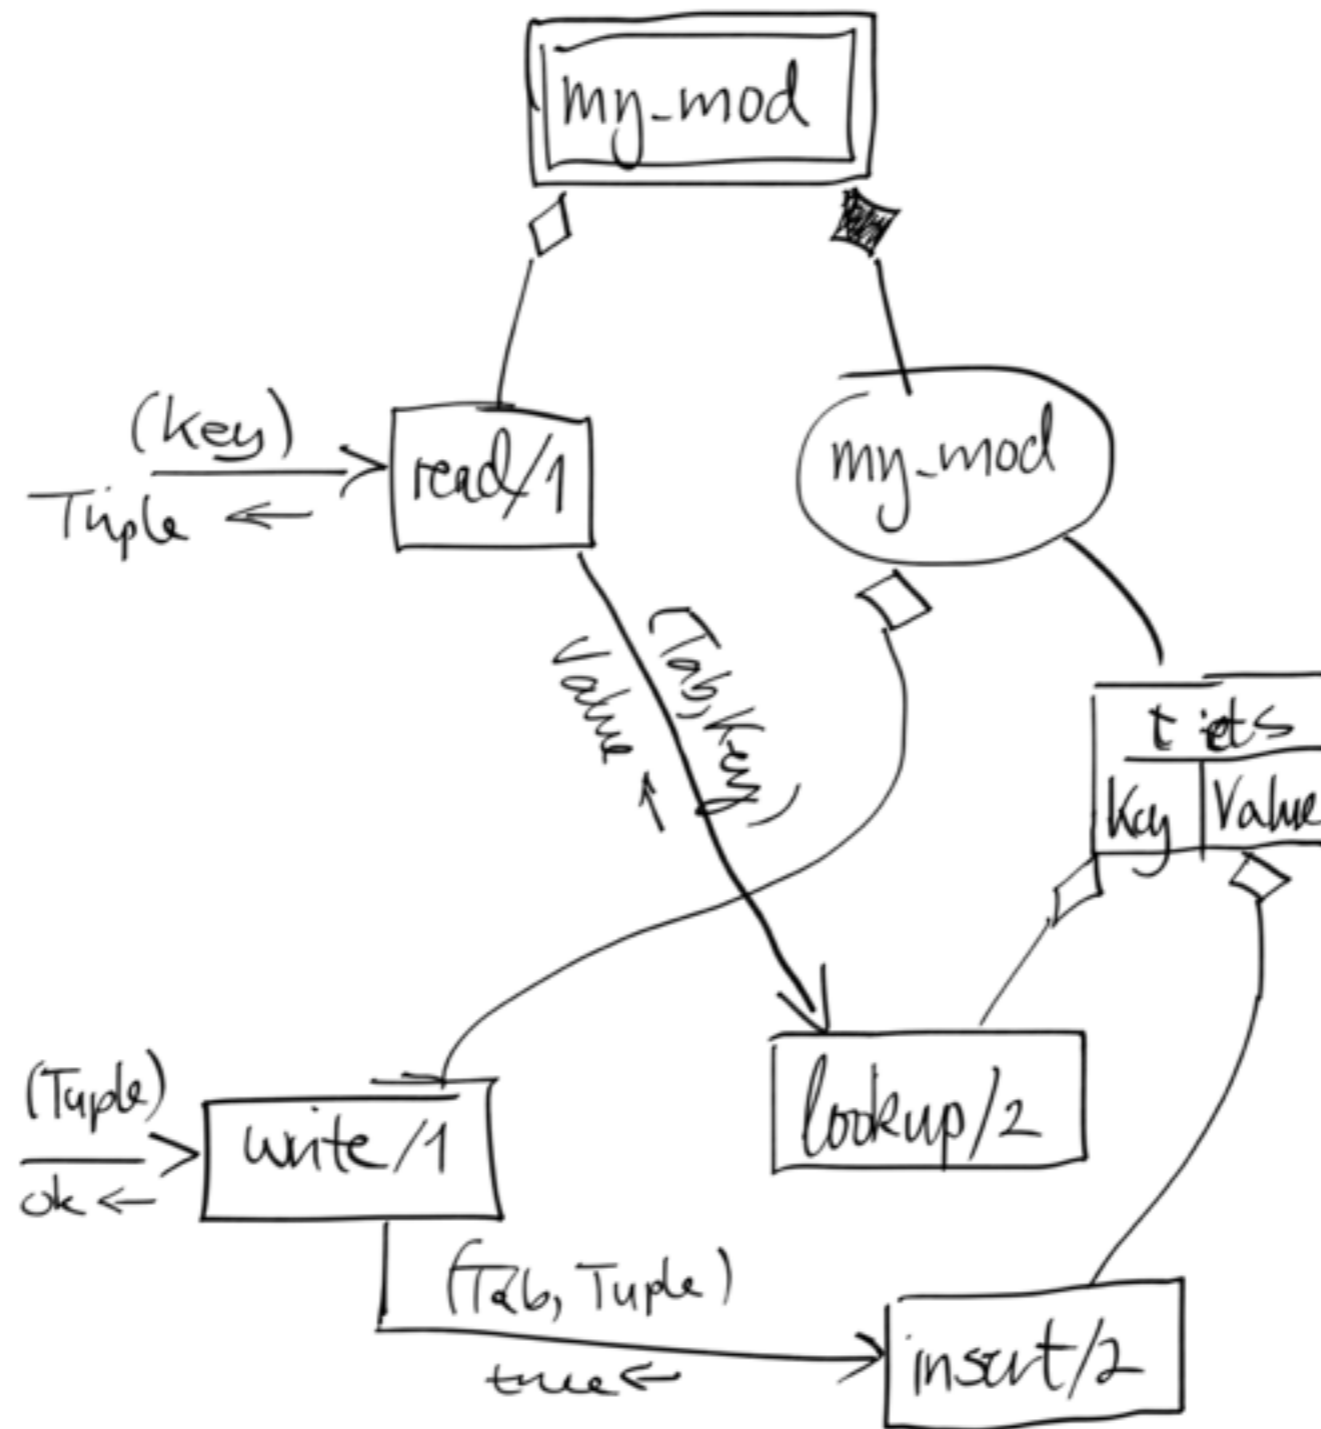 my_mod
(key)
Tuple ←
read/1
my_mod
(Tab, Key)
Value ←
ets
Key
Value
(Tuple)
ok ←
write/1
lookup/2
(Tab, Tuple)
true ←
insert/2